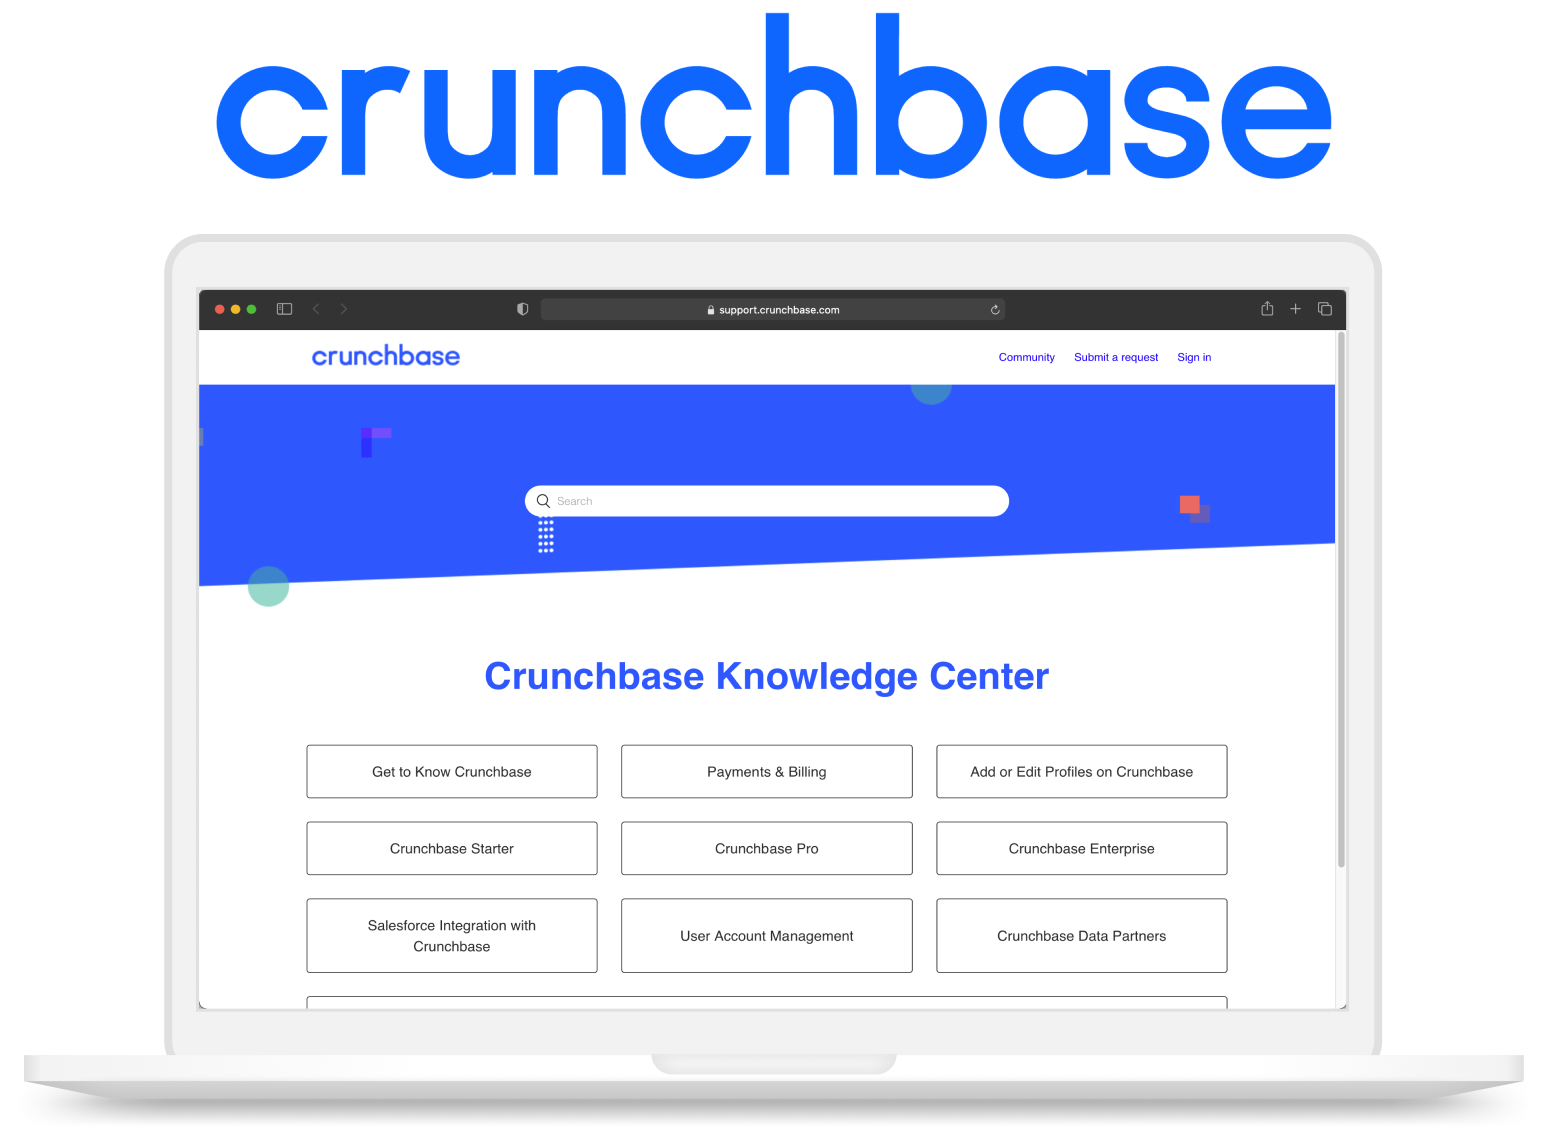 crunchbase
support.crunchbase.com
crunchbase
Community Submit a request Sign in
Search
Crunchbase Knowledge Center
Get to Know Crunchbase
Payments & Billing
Add or Edit Profiles on Crunchbase
Crunchbase Starter
Crunchbase Pro
Crunchbase Enterprise
Salesforce Integration with
Crunchbase
User Account Management
Crunchbase Data Partners